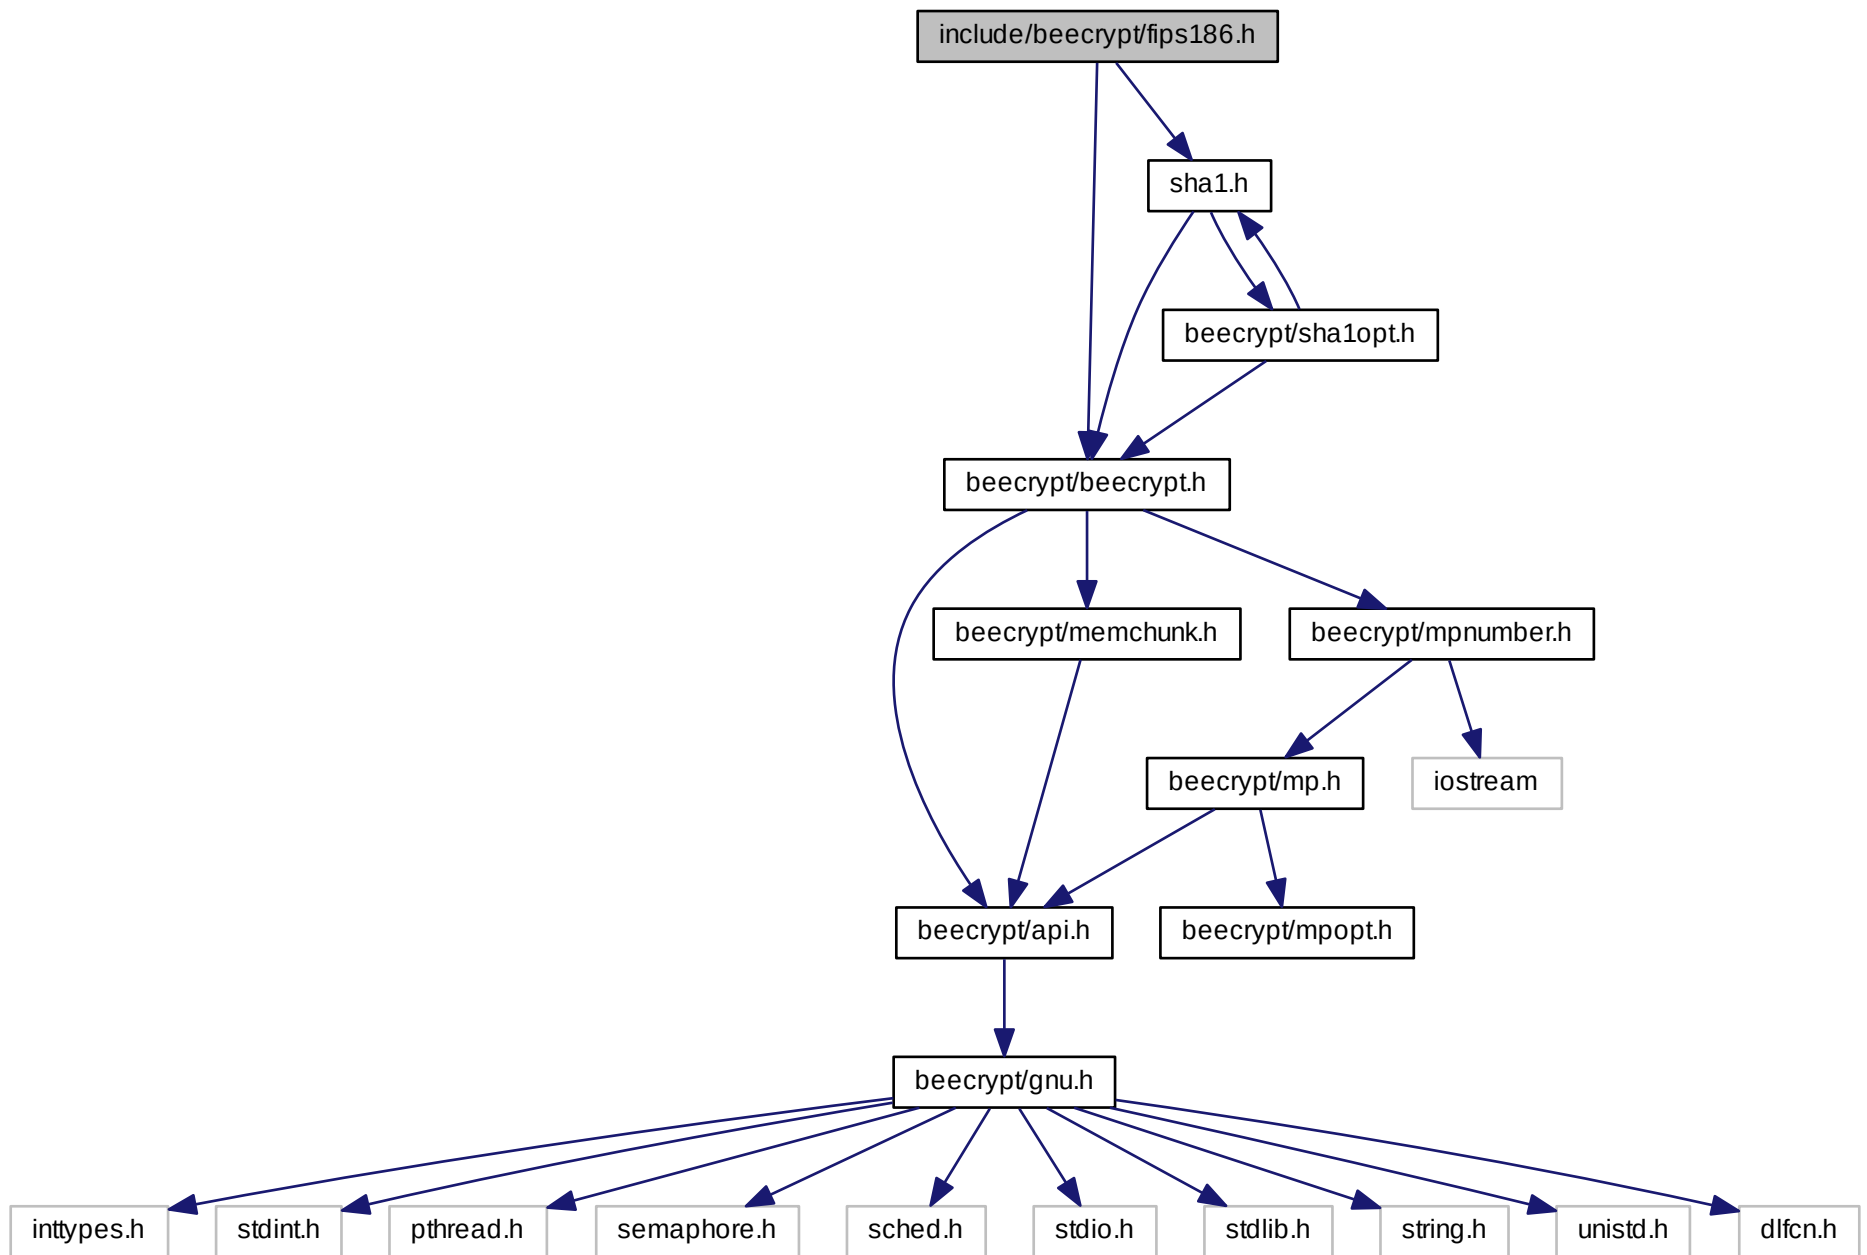 include/beecrypt/fips186.h
sha1.h
beecrypt/sha1opt.h
beecrypt/beecrypt.h
beecrypt/memchunk.h
beecrypt/mpnumber.h
beecrypt/mp.h
iostream
beecrypt/api.h
beecrypt/mpopt.h
beecrypt/gnu.h
inttypes.h
stdint.h
pthread.h
semaphore.h
sched.h
stdio.h
stdlib.h
string.h
unistd.h
dlfcn.h